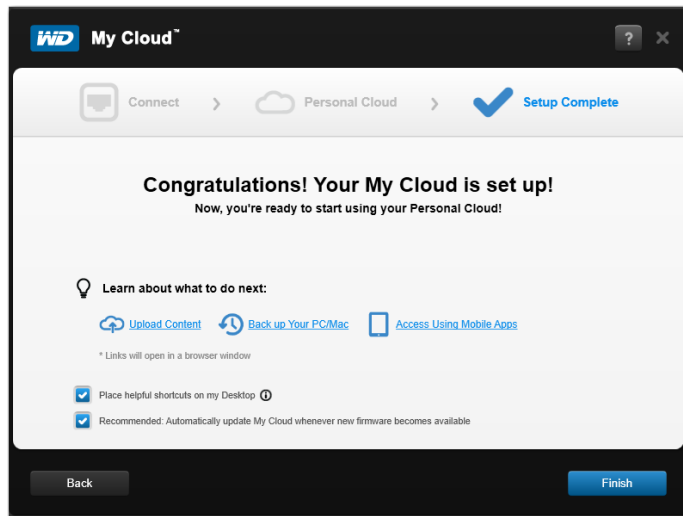 WD My Cloud™ ? ×
Connect > Personal Cloud > Setup Complete
Congratulations! Your My Cloud is set up!
Now, you're ready to start using your Personal Cloud!
Learn about what to do next:
Upload Content Back up Your PC/Mac Access Using Mobile Apps
* Links will open in a browser window
Place helpful shortcuts on my Desktop
Recommended: Automatically update My Cloud whenever new firmware becomes available
Back Finish